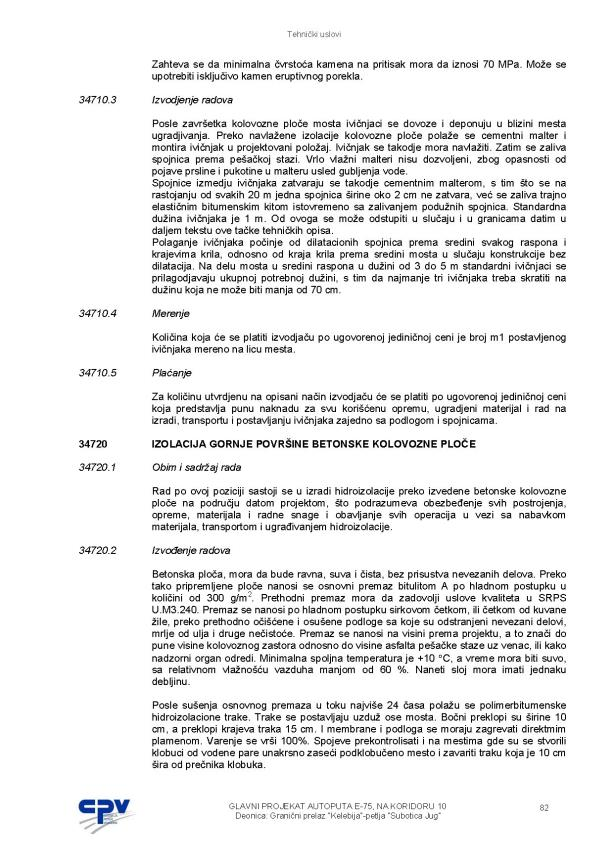 Tehnički uslovi
Zahteva se da minimalna čvrstoća kamena na pritisak mora da iznosi 70 MPa. Može se
upotrebiti isključivo kamen eruptivnog porekla.
34710.3 Izvodjenje radova
Posle završetka kolovozne ploče mosta ivičnjaci se dovoze i deponuju u blizini mesta
ugradjivanja. Preko navlažene izolacije kolovozne ploče polaže se cementni malter i
montira ivičnjak u projektovani položaj. Ivičnjak se takodje mora navlažiti. Zatim se zaliva
spojnica prema pešačkoj stazi. Vrlo vlažni malteri nisu dozvoljeni, zbog opasnosti od
pojave prsline i pukotine u malteru usled gubljenja vode.
Spojnice izmedju ivičnjaka zatvaraju se takodje cementnim malterom, s tim što se na
rastojanju od svakih 20 m jedna spojnica širine oko 2 cm ne zatvara, već se zaliva trajno
elastičnim bitumenskim kitom istovremeno sa zalivanjem podužnih spojnica. Standardna
dužina ivičnjaka je 1 m. Od ovoga se može odstupiti u slučaju i u granicama datim u
daljem tekstu ove tačke tehničkih opisa.
Polaganje ivičnjaka počinje od dilatacionih spojnica prema sredini svakog raspona i
krajevima krila, odnosno od kraja krila prema sredini mosta u slučaju konstrukcije bez
dilatacija. Na delu mosta u sredini raspona u dužini od 3 do 5 m standardni ivičnjaci se
prilagodjavaju ukupnoj potrebnoj dužini, s tim da najmanje tri ivičnjaka treba skratiti na
dužinu koja ne može biti manja od 70 cm.
34710.4 Merenje
Količina koja će se platiti izvodjaču po ugovorenoj jediničnoj ceni je broj m1 postavljenog
ivičnjaka mereno na licu mesta.
34710.5 Plaćanje
Za količinu utvrdjenu na opisani način izvodjaču će se platiti po ugovorenoj jediničnoj ceni
koja predstavlja punu naknadu za svu korišćenu opremu, ugradjeni materijal i rad na
izradi, transportu i postavljanju ivičnjaka zajedno sa podlogom i spojnicama.
34720 IZOLACIJA GORNJE POVRŠINE BETONSKE KOLOVOZNE PLOČE
34720.1 Obim i sadržaj rada
Rad po ovoj poziciji sastoji se u izradi hidroizolacije preko izvedene betonske kolovozne
ploče na području datom projektom, što podrazumeva obezbeđenje svih postrojenja,
opreme, materijala i radne snage i obavljanje svih operacija u vezi sa nabavkom
materijala, transportom i ugrađivanjem hidroizolacije.
34720.2 Izvođenje radova
Betonska ploča, mora da bude ravna, suva i čista, bez prisustva nevezanih delova. Preko
tako pripremljene ploče nanosi se osnovni premaz bitulitom A po hladnom postupku u
količini od 300 g/m². Prethodni premaz mora da zadovolji uslove kvaliteta u SRPS
U.M3.240. Premaz se nanosi po hladnom postupku sirkovom četkom, ili četkom od kuvane
žile, preko prethodno očišćene i osušene podloge sa koje su odstranjeni nevezani delovi,
mrlje od ulja i druge nečistoće. Premaz se nanosi na visini prema projektu, a to znači do
pune visine kolovoznog zastora odnosno do visine asfalta pešačke staze uz venac, ili kako
nadzorni organ odredi. Minimalna spoljna temperatura je +10 °C, a vreme mora biti suvo,
sa relativnom vlažnošću vazduha manjom od 60 %. Naneti sloj mora imati jednaku
debljinu.
Posle sušenja osnovnog premaza u toku najviše 24 časa polažu se polimerbitumenske
hidroizolacione trake. Trake se postavljaju uzduž ose mosta. Bočni preklopi su širine 10
cm, a preklopi krajeva traka 15 cm. I membrane i podloga se moraju zagrevati direktmim
plamenom. Varenje se vrši 100%. Spojeve prekontrolisati i na mestima gde su se stvorili
klobuci od vodene pare unakrsno zaseći podklobučeno mesto i zavariti traku koja je 10 cm
šira od prečnika klobuka.
CPV
GLAVNI PROJEKAT AUTOPUTA E-75, NA KORIDORU 10
Deonica: Granični prelaz "Kelebija"-petlja "Subotica Jug"
82